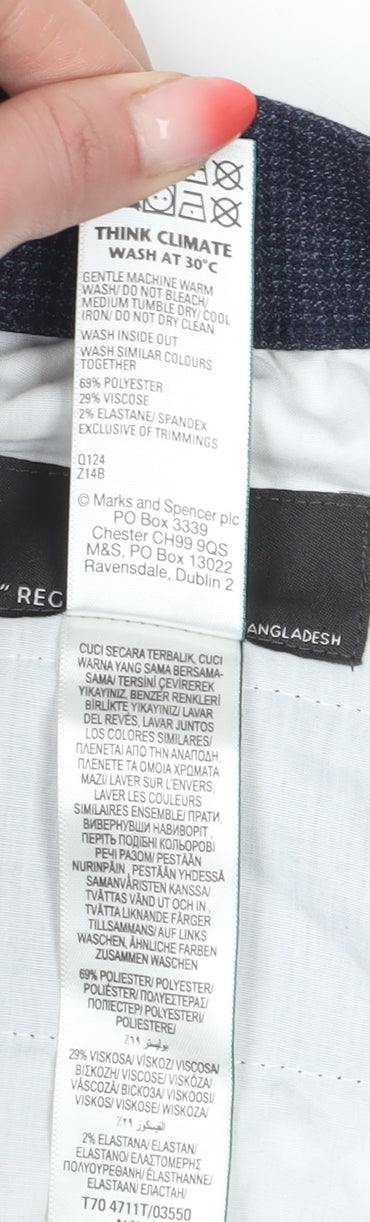 THINK CLIMATE
WASH AT 30°C
GENTLE MACHINE WARM
WASH/ DO NOT BLEACH/
MEDIUM TUMBLE DRY/ COOL
IRON/ DO NOT DRY CLEAN
WASH INSIDE OUT
WASH SIMILAR COLOURS
TOGETHER
69% POLYESTER
29% VISCOSE
2% ELASTANE/ SPANDEX
EXCLUSIVE OF TRIMMINGS
Q124
Z14B
© Marks and Spencer plc
PO Box 3339
Chester CH99 9QS
M&S, PO Box 13022
Ravensdale, Dublin 2
" REG
ANGLADESH
CUCI SECARA TERBALIK, CUCI
WARNA YANG SAMA BERSAMA-
SAMA/ TERSİNİ ÇEVİREREK
YIKAYINIZ, BENZER RENKLERİ
BİRLİKTE YIKAYINIZ/ LAVAR
DEL REVÉS, LAVAR JUNTOS
LOS COLORES SIMILARES/
ΠΛΕΝΕΤΑΙ ΑΠΟ ΤΗΝ ΑΝΑΠΟΔΗ,
ΠΛΕΝΕΤΕ ΤΑ ΟΜΟΙΑ ΧΡΩΜΑΤΑ
ΜΑΖΙ/ LAVER SUR L'ENVERS,
LAVER LES COULEURS
SIMILAIRES ENSEMBLE/ ПРАТИ,
ВИВЕРНУВШИ НАВИВОРІТ,
ПЕРІТЬ ПОДІБНІ КОЛЬОРОВІ
РЕЧІ РАЗОМ/ PESTÄÄN
NURINPÄIN, PESTÄÄN YHDESSÄ
SAMANVÄRISTEN KANSSA/
TVÄTTAS VÄND UT OCH IN,
TVÄTTA LIKNANDE FÄRGER
TILLSAMMANS/ AUF LINKS
WASCHEN, ÄHNLICHE FARBEN
ZUSAMMEN WASCHEN
69% POLIESTER/ POLYESTER/
POLIÉSTER/ ΠΟΛΥΕΣΤΕΡΑΣ/
ПОЛІЕСТЕР/ POLYESTERI/
POLIESTERE/
بوليستر ٦٩٪
29% VISKOSA/ VİSKOZ/ VISCOSA/
ΒΙΣΚΟΖΗ/ VISCOSE/ VISKÓZA/
VÂSCOZĂ/ ВІСКОЗА/ VISKOOSI/
VISKOS/ VISKOSE/ WISKOZA/
الفيسكوز ٢٩٪
2% ELASTANA/ ELASTAN/
ELASTANO/ ΕΛΑΣΤΟΜΕΡΗΣ
ΠΟΛΥΟΥΡΕΘΑΝΗ/ ÉLASTHANNE/
ELASTAAN/ ЕЛАСТАН/
T70 4711T/03550